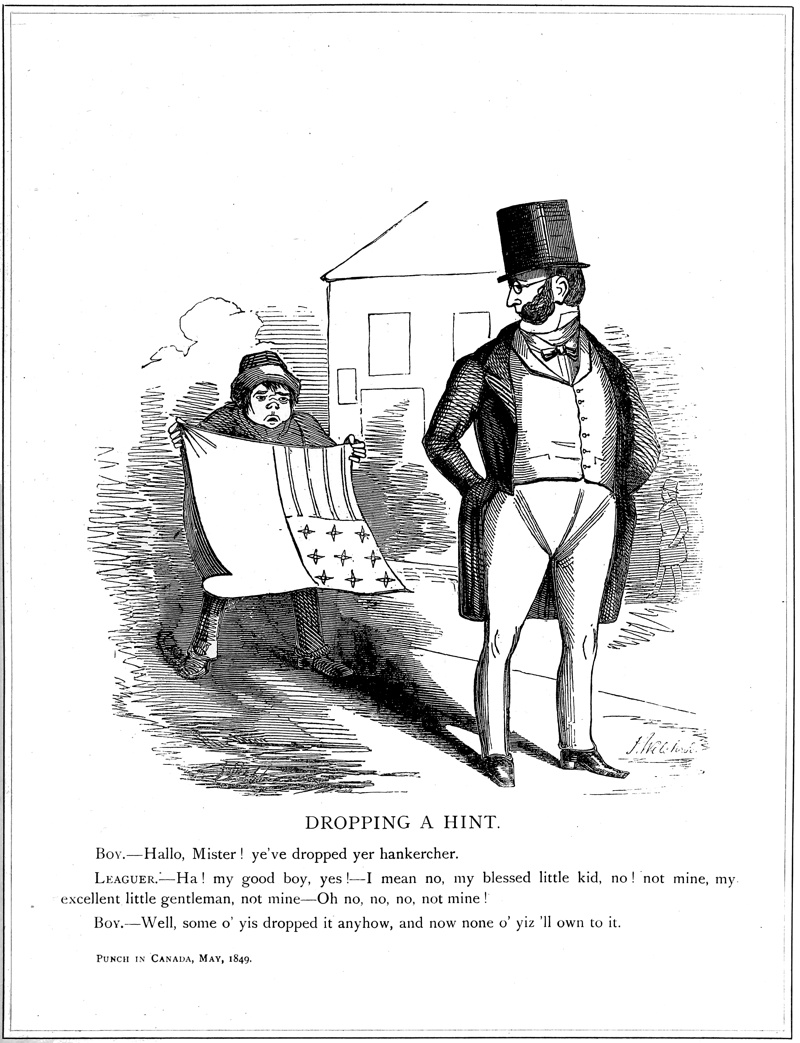 DROPPING A HINT.
BOY.—Hallo, Mister! ye've dropped yer hankercher.
LEAGUER.—Ha! my good boy, yes!—I mean no, my blessed little kid, no! not mine, my
excellent little gentleman, not mine—Oh no, no, no, not mine!
BOY.—Well, some o' yis dropped it anyhow, and now none o' yiz 'll own to it.
PUNCH IN CANADA, MAY, 1849.